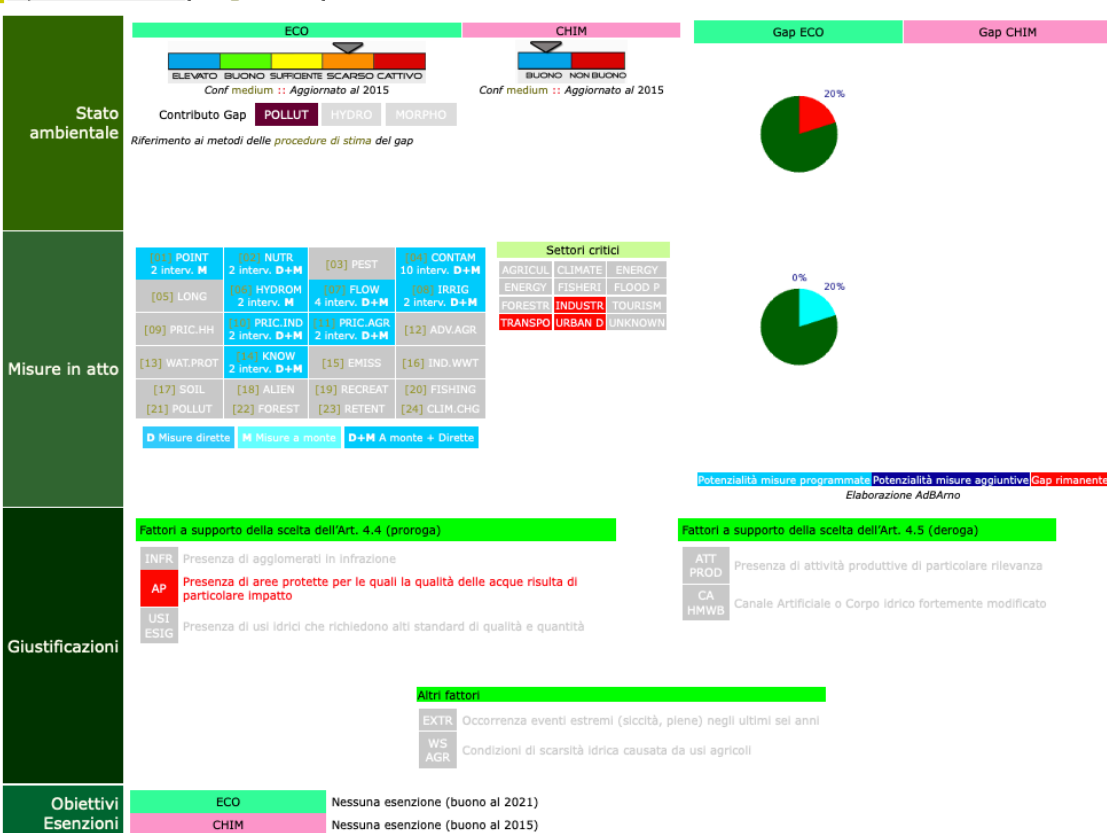 ECO
CHIM
Gap ECO
Gap CHIM
Stato
ambientale
ELEVATO BUONO SUFFICIENTE SCARSO CATTIVO
BUONO NON BUONO
Conf medium :: Aggiornato al 2015
Conf medium :: Aggiornato al 2015
Contributo Gap POLLUT HYDRO MORPHO
Riferimento ai metodi delle procedure di stima del gap
20%
Misure in atto
[01] POINT
2 interv. M
[02] NUTR
2 interv. D+M
[03] PEST
[04] CONTAM
10 interv. D+M
[05] LONG
[06] HYDROM
2 interv. M
[07] FLOW
4 interv. D+M
[08] IRRIG
2 interv. D+M
[09] PRIC.HH
[10] PRIC.IND
2 interv. D+M
[11] PRIC.AGR
2 interv. D+M
[12] ADV.AGR
[13] WAT.PROT
[14] KNOW
2 interv. D+M
[15] EMISS
[16] IND.WWT
[17] SOIL
[18] ALIEN
[19] RECREAT
[20] FISHING
[21] POLLUT
[22] FOREST
[23] RETENT
[24] CLIM.CHG
D Misure dirette
M Misure a monte
D+M A monte + Dirette
Settori critici
AGRICUL CLIMATE ENERGY
ENERGY FISHERI FLOOD P
FORESTR INDUSTR TOURISM
TRANSPO URBAN D UNKNOWN
0%
20%
Potenzialità misure programmate Potenzialità misure aggiuntive Gap rimanente
Elaborazione AdBArno
Giustificazioni
Fattori a supporto della scelta dell'Art. 4.4 (proroga)
INFR Presenza di agglomerati in infrazione
AP Presenza di aree protette per le quali la qualità delle acque risulta di
particolare impatto
USI
ESIG
Presenza di usi idrici che richiedono alti standard di qualità e quantità
Fattori a supporto della scelta dell'Art. 4.5 (deroga)
ATT
PROD
Presenza di attività produttive di particolare rilevanza
CA
HMWB
Canale Artificiale o Corpo idrico fortemente modificato
Altri fattori
EXTR Occorrenza eventi estremi (siccità, piene) negli ultimi sei anni
WS
AGR
Condizioni di scarsità idrica causata da usi agricoli
Obiettivi
Esenzioni
ECO Nessuna esenzione (buono al 2021)
CHIM Nessuna esenzione (buono al 2015)